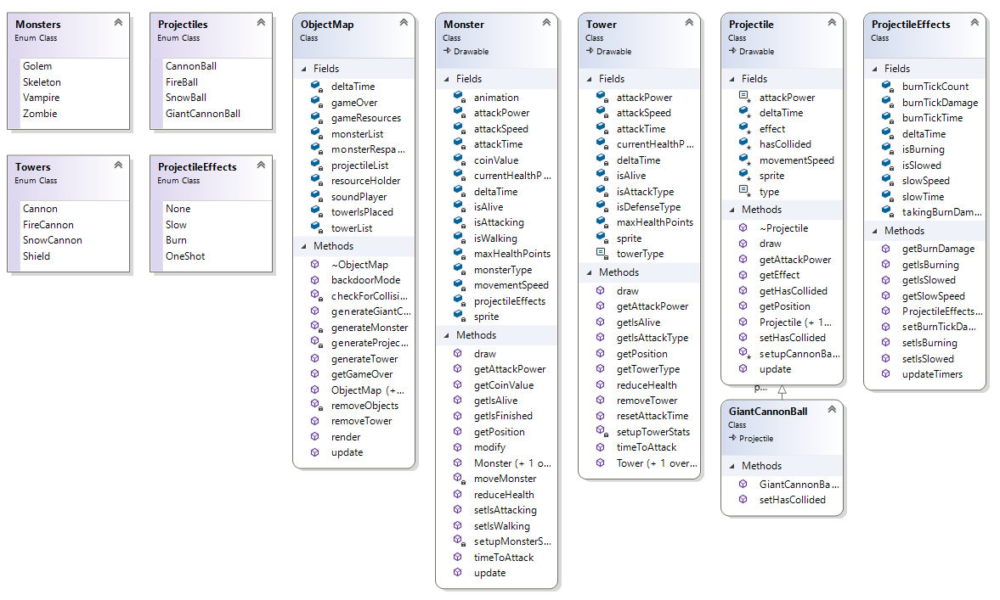 Monsters
Enum Class
Golem
Skeleton
Vampire
Zombie
Projectiles
Enum Class
CannonBall
FireBall
SnowBall
GiantCannonBall
Towers
Enum Class
Cannon
FireCannon
SnowCannon
Shield
ProjectileEffects
Enum Class
None
Slow
Burn
OneShot
ObjectMap
Class
Fields
deltaTime
gameOver
gameResources
monsterList
monsterRespa...
projectileList
resourceHolder
soundPlayer
towerIsPlaced
towerList
Methods
~ObjectMap
backdoorMode
checkForCollisi...
generateGiantC...
generateMonster
generateProjec...
generateTower
getGameOver
ObjectMap (+...
removeObjects
removeTower
render
update
Monster
Class
Drawable
Fields
animation
attackPower
attackSpeed
attackTime
coinValue
currentHealthP...
deltaTime
isAlive
isAttacking
isWalking
maxHealthPoints
monsterType
movementSpeed
projectileEffects
sprite
Methods
draw
getAttackPower
getCoinValue
getIsAlive
getIsFinished
getPosition
modify
Monster (+ 1 o...
moveMonster
reduceHealth
setIsAttacking
setIsWalking
setupMonsterS...
timeToAttack
update
Tower
Class
Drawable
Fields
attackPower
attackSpeed
attackTime
currentHealthP...
deltaTime
isAlive
isAttackType
isDefenseType
maxHealthPoints
sprite
towerType
Methods
draw
getAttackPower
getIsAlive
getIsAttackType
getPosition
getTowerType
reduceHealth
removeTower
resetAttackTime
setupTowerStats
timeToAttack
Tower (+ 1 over...
Projectile
Class
Drawable
Fields
attackPower
deltaTime
effect
hasCollided
movementSpeed
sprite
type
Methods
~Projectile
draw
getAttackPower
getEffect
getHasCollided
getPosition
Projectile (+ 1...
setHasCollided
setupCannonBa...
update
p...
GiantCannonBall
Class
Projectile
Methods
GiantCannonBa...
setHasCollided
ProjectileEffects
Class
Fields
burnTickCount
burnTickDamage
burnTickTime
deltaTime
isBurning
isSlowed
slowSpeed
slowTime
takingBurnDam...
Methods
getBurnDamage
getIsBurning
getIsSlowed
getSlowSpeed
ProjectileEffects...
setBurnTickDa...
setIsBurning
setIsSlowed
updateTimers